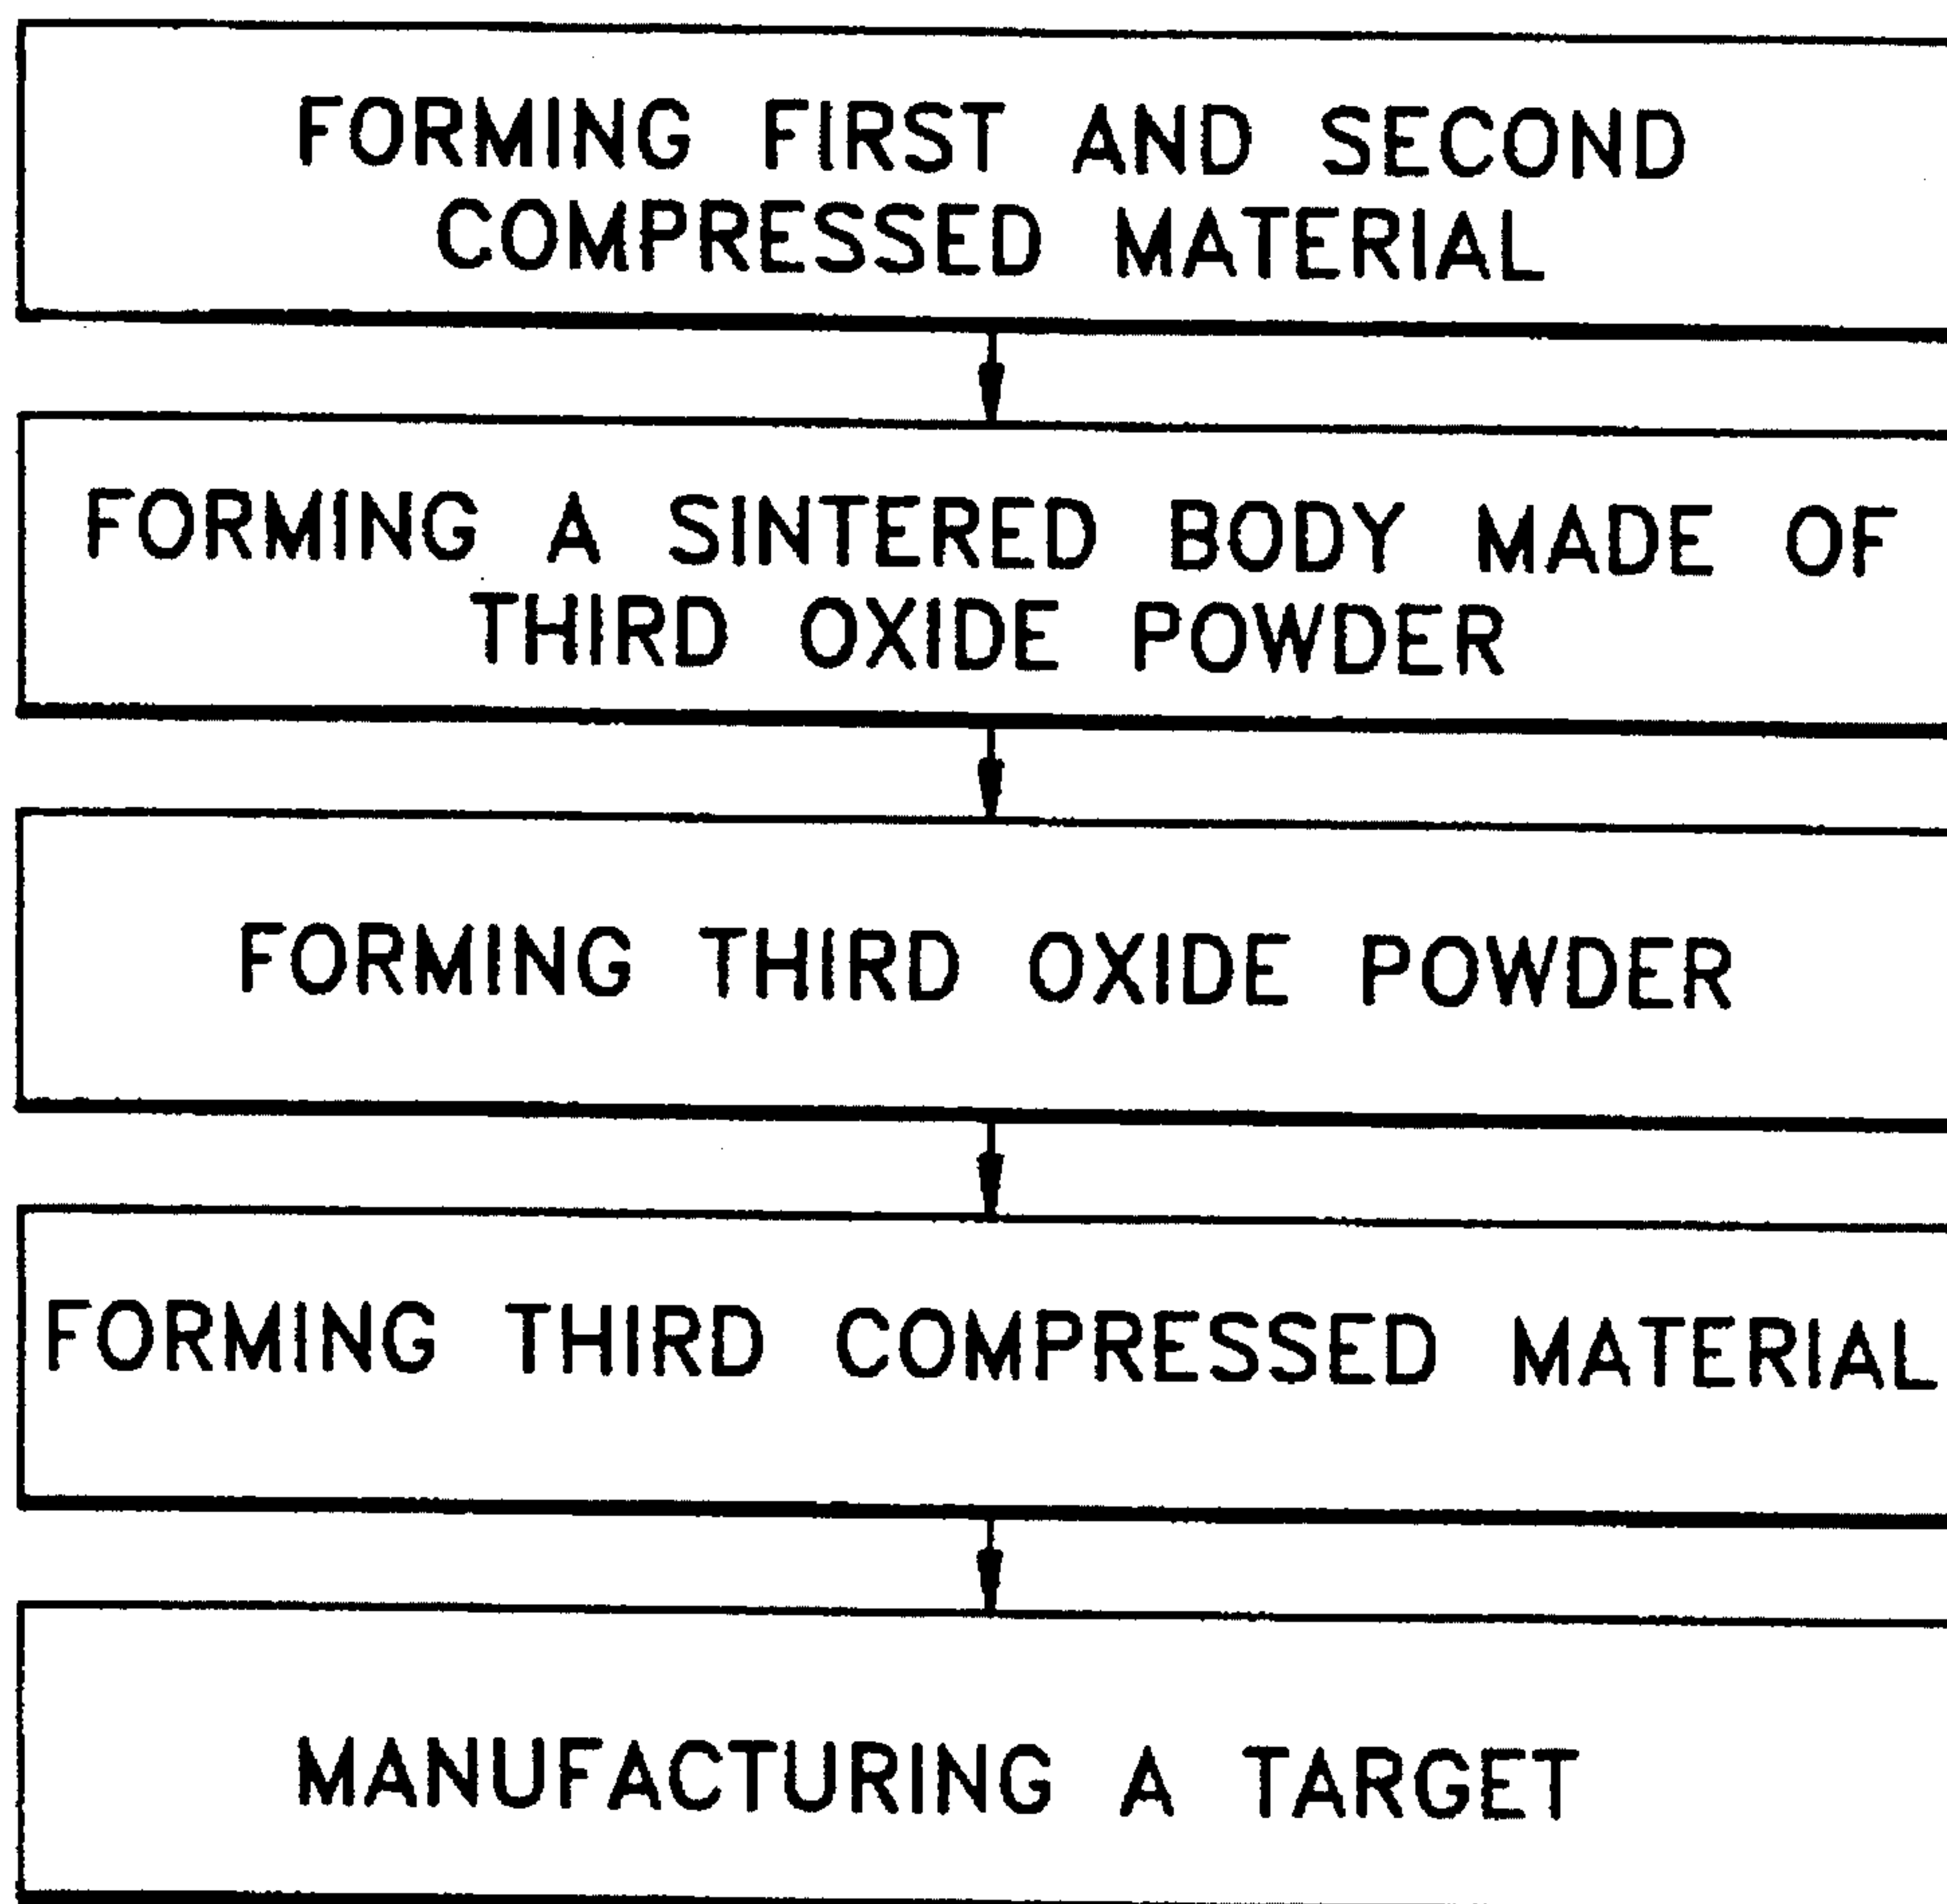 FORMING FIRST AND SECOND
COMPRESSED MATERIAL
FORMING A SINTERED BODY MADE OF
THIRD OXIDE POWDER
FORMING THIRD OXIDE POWDER
FORMING THIRD COMPRESSED MATERIAL
MANUFACTURING A TARGET